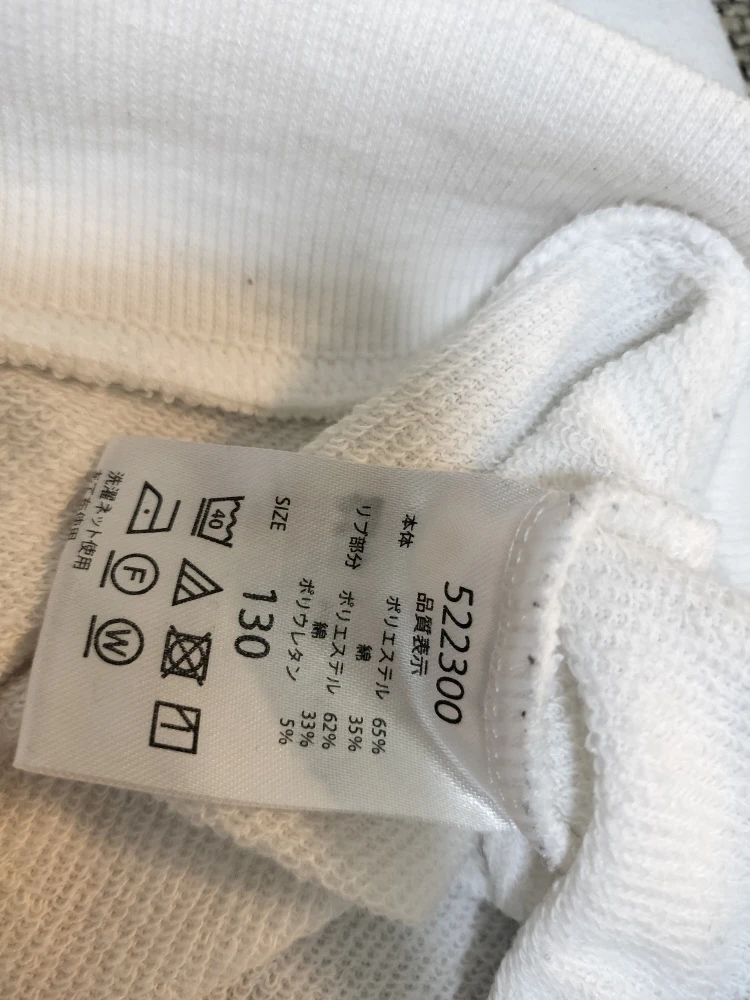 522300
品質表示
本体 ポリエステル 65%
綿 35%
リブ部分 ポリエステル 62%
綿 33%
ポリウレタン 5%
SIZE 130
40
F
W
洗濯ネット使用